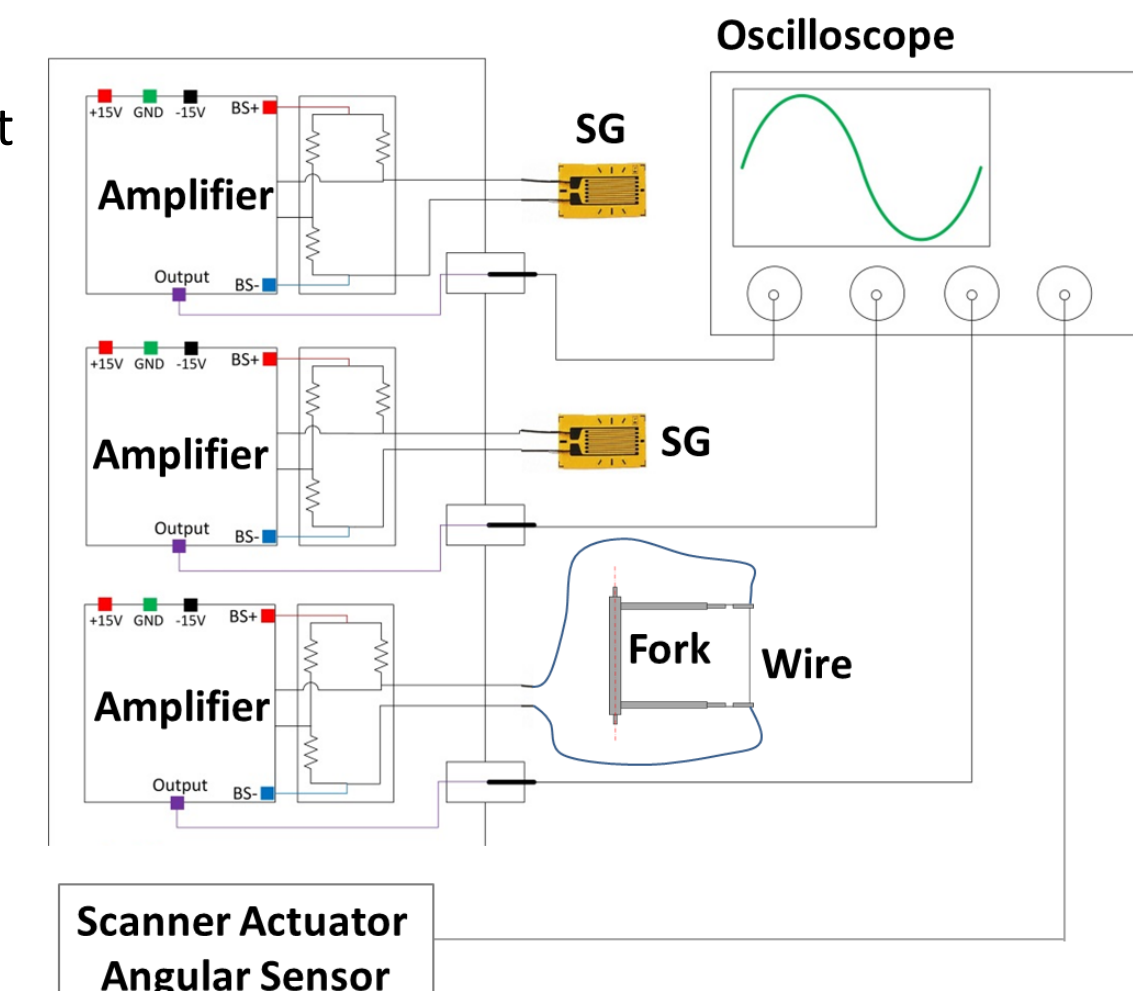 Oscilloscope
t
+15V GND -15V BS+
SG
Amplifier
Output
BS-
+15V GND -15V BS+
SG
Amplifier
Output
BS-
+15V GND -15V BS+
Fork
Wire
Amplifier
Output
BS-
Scanner Actuator
Angular Sensor